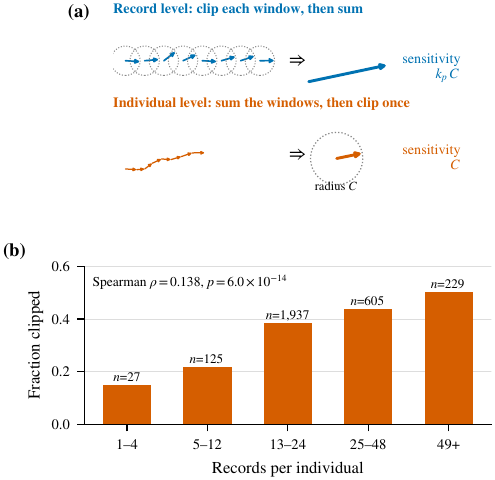 (a)
Record level: clip each window, then sum
⇒
sensitivity
kₚ C
Individual level: sum the windows, then clip once
⇒
sensitivity
C
radius C
(b)
Spearman ρ = 0.138, p = 6.0 × 10⁻¹⁴
Fraction clipped
0.6
0.4
0.2
0.0
n=27
n=125
n=1,937
n=605
n=229
1–4
5–12
13–24
25–48
49+
Records per individual